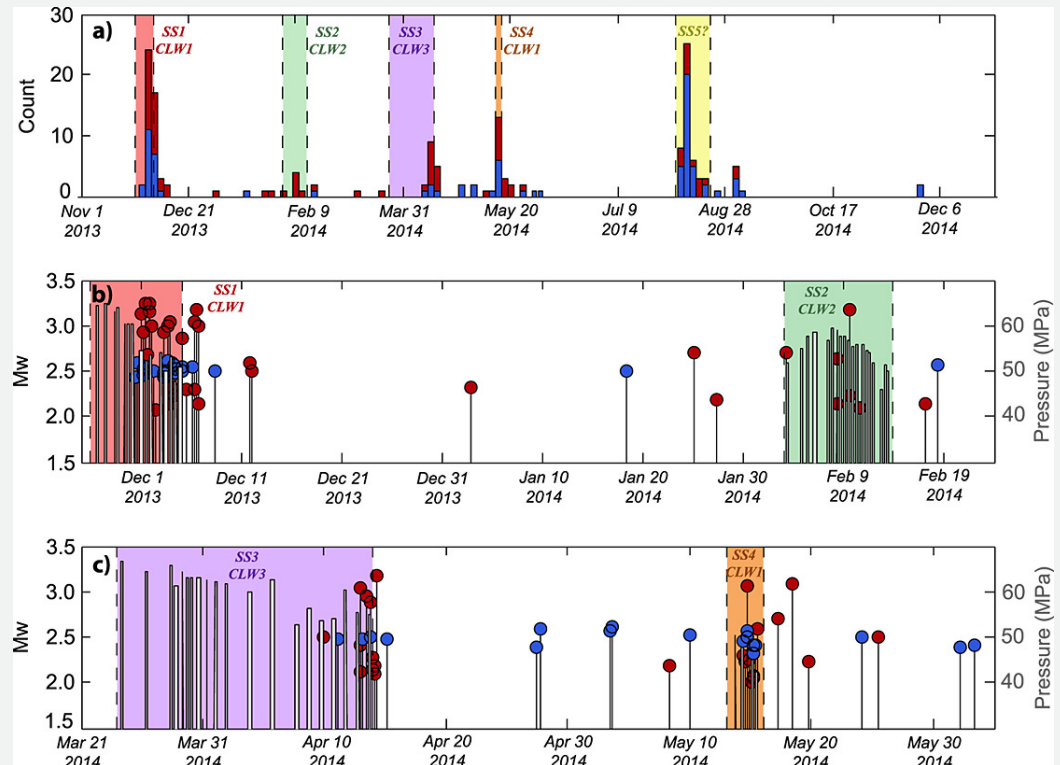 30
a)
SS1
CLW1
SS2
CLW2
SS3
CLW3
SS4
CLW1
SS5?
20
10
0
Count
Nov 1 Dec 21 Feb 9 Mar 31 May 20 Jul 9 Aug 28 Oct 17 Dec 6
2013 2013 2014 2014 2014 2014 2014 2014 2014
3.5
b)
SS1
CLW1
SS2
CLW2
3.0
2.5
2.0
1.5
Mw
60
50
40
Pressure (MPa)
Dec 1 Dec 11 Dec 21 Dec 31 Jan 10 Jan 20 Jan 30 Feb 9 Feb 19
2013 2013 2013 2013 2014 2014 2014 2014 2014
3.5
c)
SS3
CLW3
SS4
CLW1
3.0
2.5
2.0
1.5
Mw
60
50
40
Pressure (MPa)
Mar 21 Mar 31 Apr 10 Apr 20 Apr 30 May 10 May 20 May 30
2014 2014 2014 2014 2014 2014 2014 2014